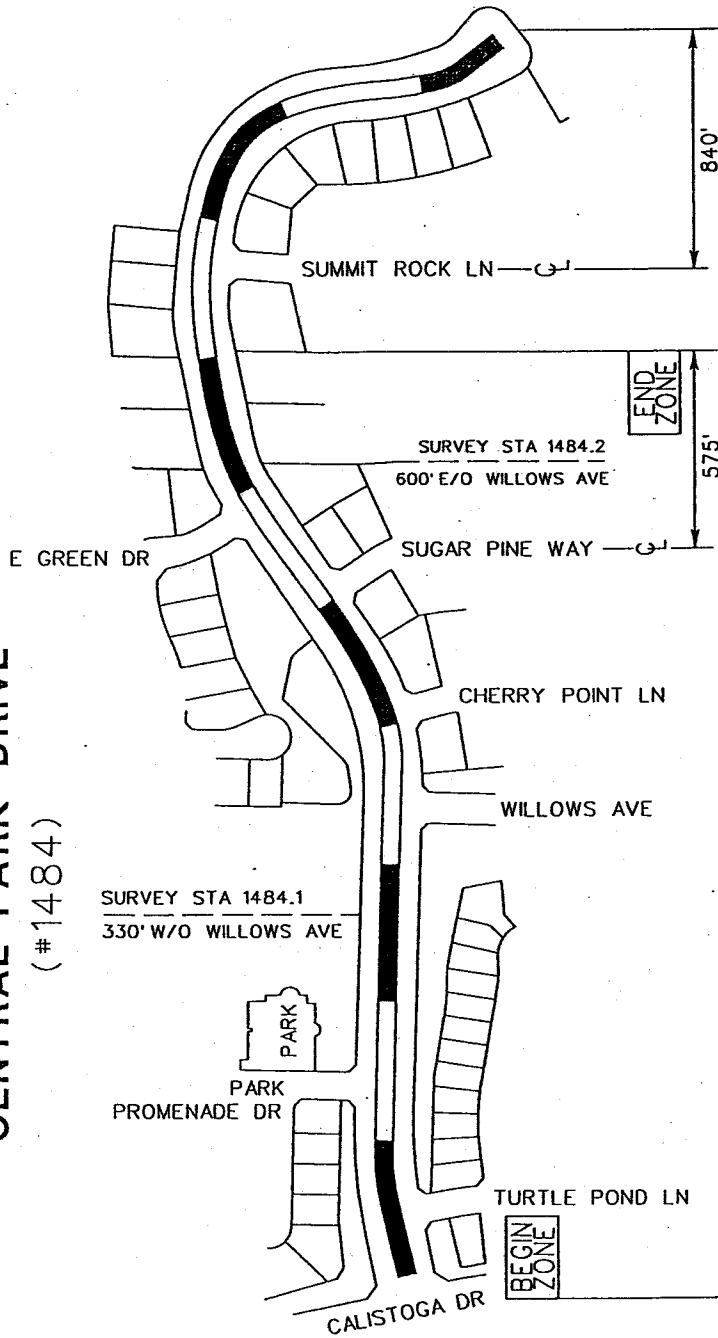 840'
SUMMIT ROCK LN
CL
END
ZONE
575'
SURVEY STA 1484.2
600' E/O WILLOWS AVE
E GREEN DR
SUGAR PINE WAY
CL
CHERRY POINT LN
WILLOWS AVE
PARK DRIVE
(#1484)
SURVEY STA 1484.1
330' W/O WILLOWS AVE
PARK
PARK
PROMENADE DR
TURTLE POND LN
BEGIN
ZONE
CALISTOGA DR